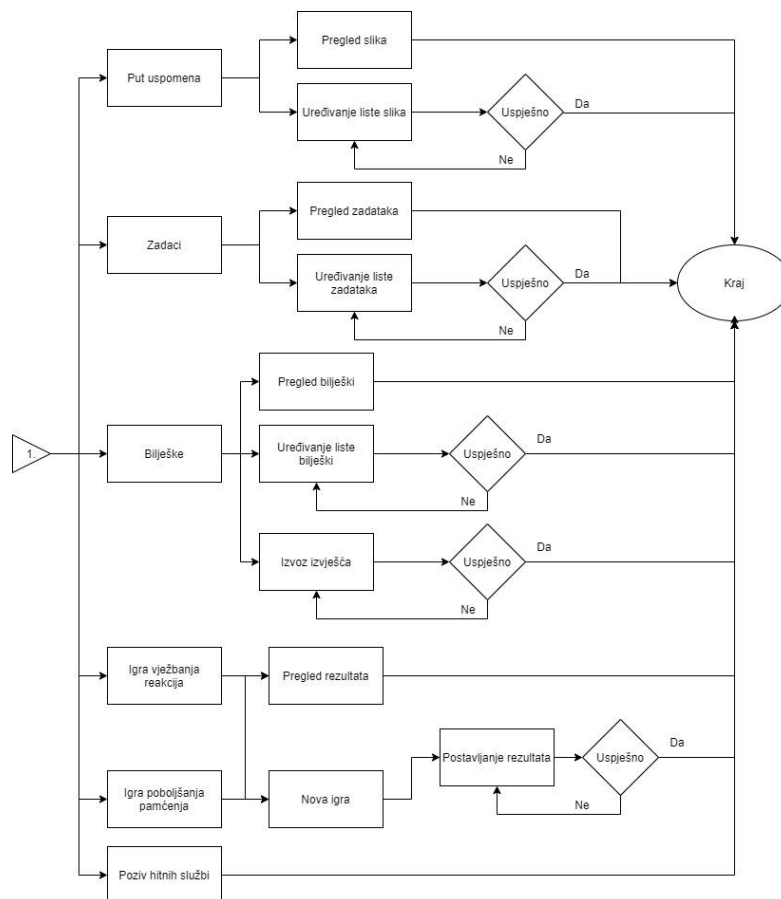 Pregled slika
Put uspomena
Uređivanje liste slika
Uspješno
Da
Ne
Pregled zadataka
Zadaci
Uređivanje liste
zadataka
Uspješno
Da
Ne
Kraj
Pregled bilješki
1.
Bilješke
Uređivanje liste
bilješki
Uspješno
Da
Ne
Izvoz izvješća
Uspješno
Da
Ne
Igra vježbanja
reakcija
Pregled rezultata
Postavljanje rezultata
Uspješno
Da
Ne
Igra poboljšanja
pamćenja
Nova igra
Poziv hitnih službi